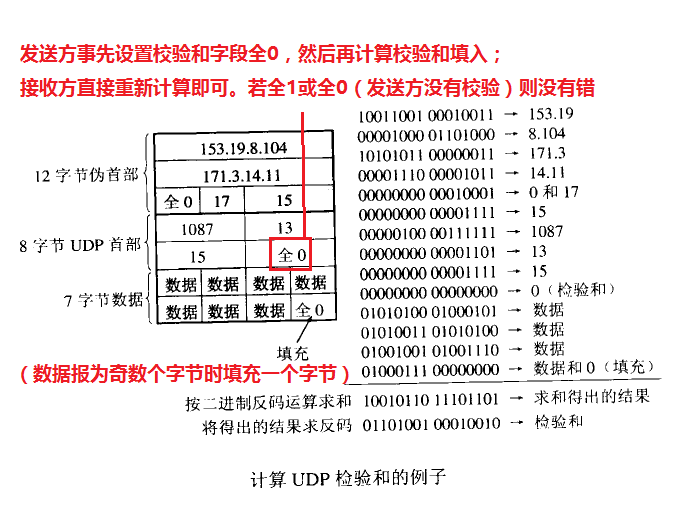 发送方事先设置校验和字段全0，然后再计算校验和填入；
接收方直接重新计算即可。若全1或全0（发送方没有校验）则没有错
12 字节伪首部
153.19.8.104
171.3.14.11
全 0 17 15
8 字节 UDP 首部
1087 13
15 全 0
7 字节数据
数据 数据 数据 数据
数据 数据 数据 全 0
填充
（数据报为奇数个字节时填充一个字节）
10011001 00010011 → 153.19
00001000 01101000 → 8.104
10101011 00000011 → 171.3
00001110 00001011 → 14.11
00000000 00010001 → 0 和 17
00000000 00001111 → 15
00000100 00111111 → 1087
00000000 00001101 → 13
00000000 00001111 → 15
00000000 00000000 → 0（检验和）
01010100 01000101 → 数据
01010011 01010100 → 数据
01001001 01001110 → 数据
01000111 00000000 → 数据和 0（填充）
按二进制反码运算求和 10010110 11101101 → 求和得出的结果
将得出的结果求反码 01101001 00010010 → 检验和
计算 UDP 检验和的例子